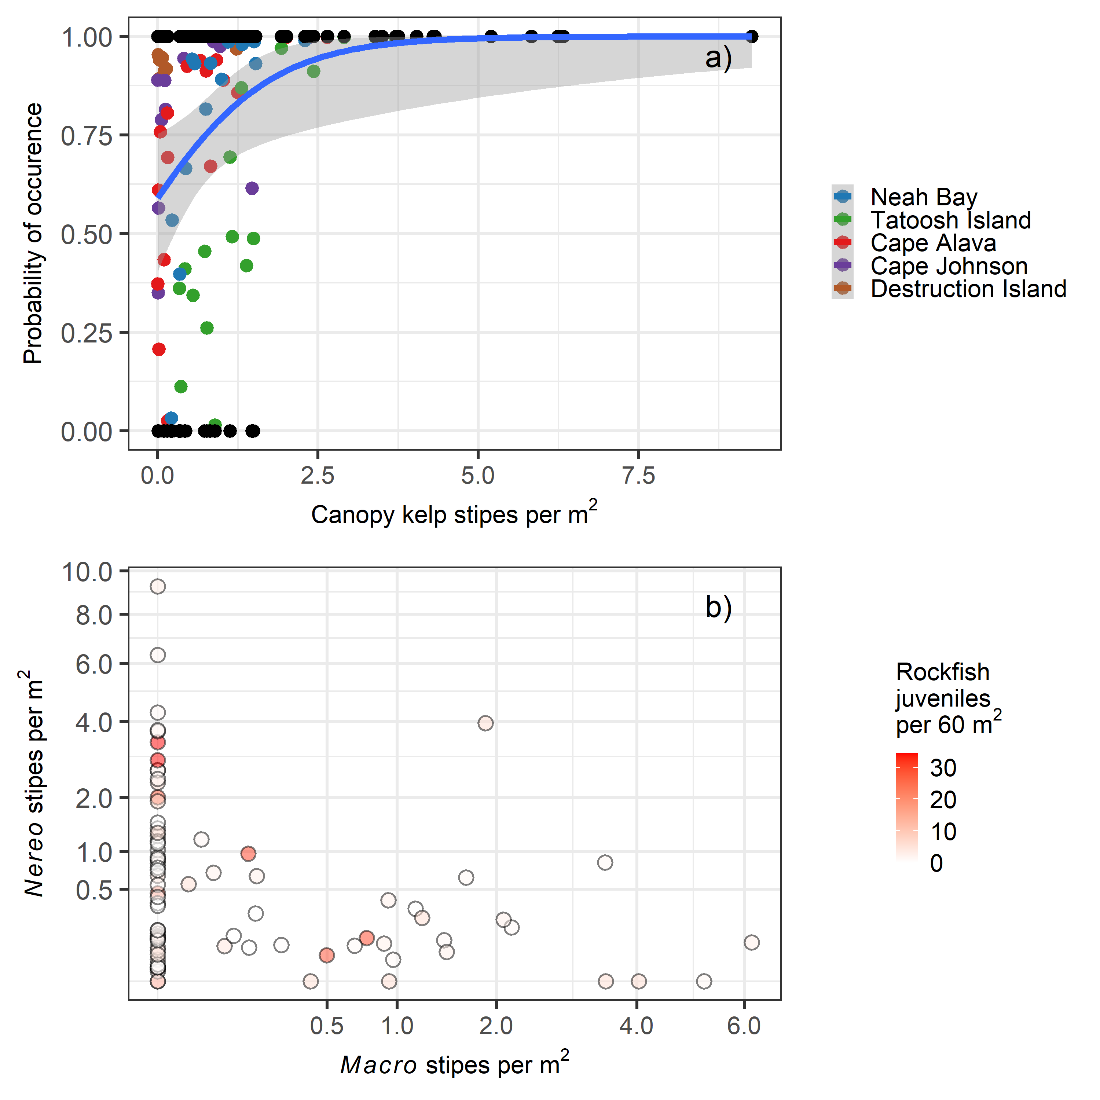 1.00
0.75
0.50
0.25
0.00
Probability of occurence
a)
0.0 2.5 5.0 7.5
Canopy kelp stipes per m2
Neah Bay
Tatoosh Island
Cape Alava
Cape Johnson
Destruction Island
10.0
8.0
6.0
4.0
2.0
1.0
0.5
Nereo stipes per m2
b)
0.5 1.0 2.0 4.0 6.0
Macro stipes per m2
Rockfish
juveniles
per 60 m2
30
20
10
0